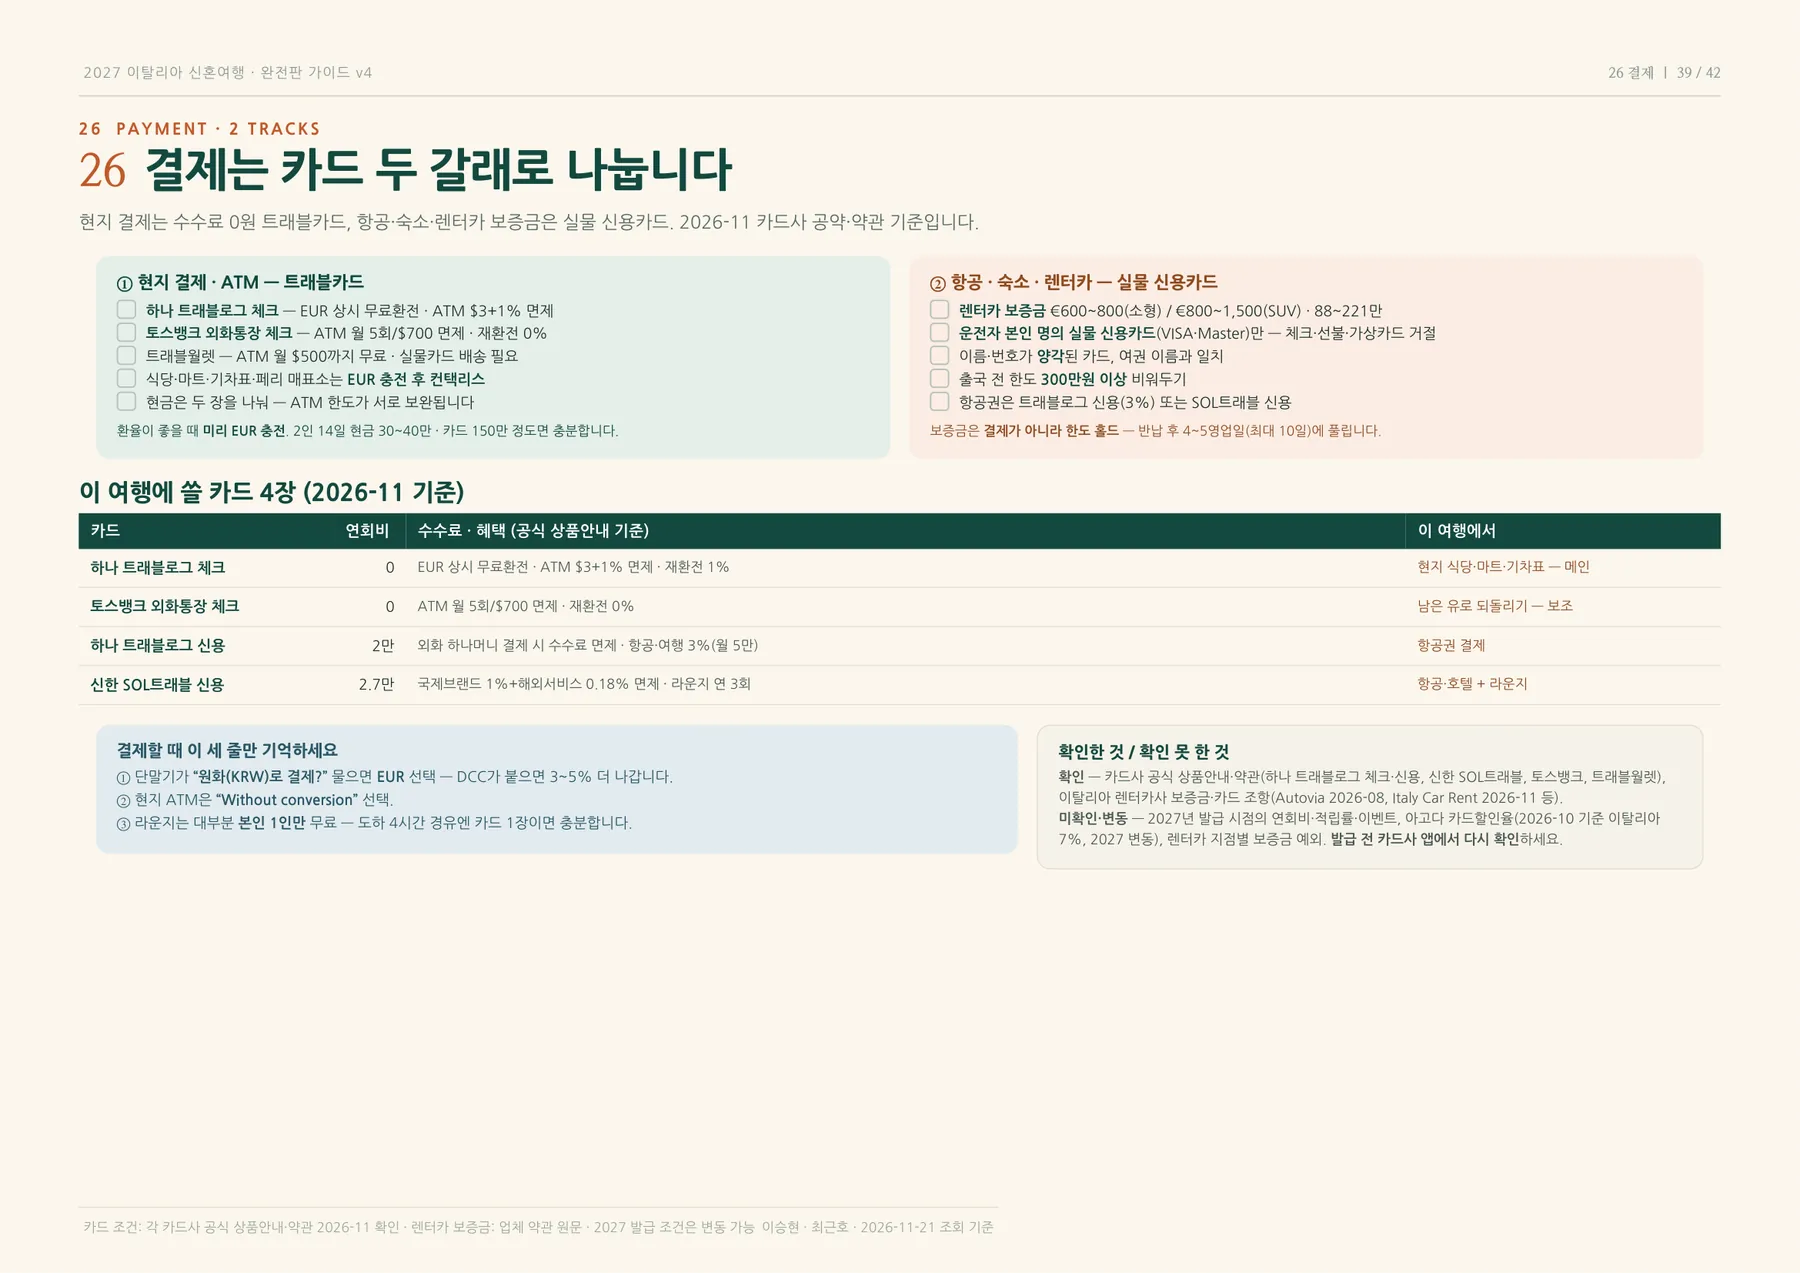 2027 이탈리아 신혼여행 · 완전판 가이드 v4
26 결제 | 39 / 42
26 PAYMENT · 2 TRACKS
26 결제는 카드 두 갈래로 나눕니다
현지 결제는 수수료 0원 트래블카드, 항공·숙소·렌터카 보증금은 실물 신용카드. 2026-11 카드사 공약·약관 기준입니다.
① 현지 결제 · ATM — 트래블카드
하나 트래블로그 체크 — EUR 상시 무료환전 · ATM $3+1% 면제
토스뱅크 외화통장 체크 — ATM 월 5회/$700 면제 · 재환전 0%
트래블월렛 — ATM 월 $500까지 무료 · 실물카드 배송 필요
식당·마트·기차표·페리 매표소는 EUR 충전 후 컨택리스
현금은 두 장을 나눠 — ATM 한도가 서로 보완됩니다
환율이 좋을 때 미리 EUR 충전. 2인 14일 현금 30~40만 · 카드 150만 정도면 충분합니다.
② 항공 · 숙소 · 렌터카 — 실물 신용카드
렌터카 보증금 €600~800(소형) / €800~1,500(SUV) · 88~221만
운전자 본인 명의 실물 신용카드(VISA·Master)만 — 체크·선불·가상카드 거절
이름·번호가 양각된 카드, 여권 이름과 일치
출국 전 한도 300만원 이상 비워두기
항공권은 트래블로그 신용(3%) 또는 SOL트래블 신용
보증금은 결제가 아니라 한도 홀드 — 반납 후 4~5영업일(최대 10일)에 풀립니다.
이 여행에 쓸 카드 4장 (2026-11 기준)
카드 연회비 수수료 · 혜택 (공식 상품안내 기준) 이 여행에서
하나 트래블로그 체크 0 EUR 상시 무료환전 · ATM $3+1% 면제 · 재환전 1% 현지 식당·마트·기차표 — 메인
토스뱅크 외화통장 체크 0 ATM 월 5회/$700 면제 · 재환전 0% 남은 유로 되돌리기 — 보조
하나 트래블로그 신용 2만 외화 하나머니 결제 시 수수료 면제 · 항공·여행 3%(월 5만) 항공권 결제
신한 SOL트래블 신용 2.7만 국제브랜드 1%+해외서비스 0.18% 면제 · 라운지 연 3회 항공·호텔 + 라운지
결제할 때 이 세 줄만 기억하세요
① 단말기가 “원화(KRW)로 결제?” 물으면 EUR 선택 — DCC가 붙으면 3~5% 더 나갑니다.
② 현지 ATM은 “Without conversion” 선택.
③ 라운지는 대부분 본인 1인만 무료 — 도하 4시간 경유엔 카드 1장이면 충분합니다.
확인한 것 / 확인 못 한 것
확인 — 카드사 공식 상품안내·약관(하나 트래블로그 체크·신용, 신한 SOL트래블, 토스뱅크, 트래블월렛),
이탈리아 렌터카사 보증금·카드 조항(Autovia 2026-08, Italy Car Rent 2026-11 등).
미확인·변동 — 2027년 발급 시점의 연회비·적립률·이벤트, 아고다 카드할인율(2026-10 기준 이탈리아
7%, 2027 변동), 렌터카 지점별 보증금 예외. 발급 전 카드사 앱에서 다시 확인하세요.
카드 조건: 각 카드사 공식 상품안내·약관 2026-11 확인 · 렌터카 보증금: 업체 약관 원문 · 2027 발급 조건은 변동 가능 이승현 · 최근호 · 2026-11-21 조회 기준